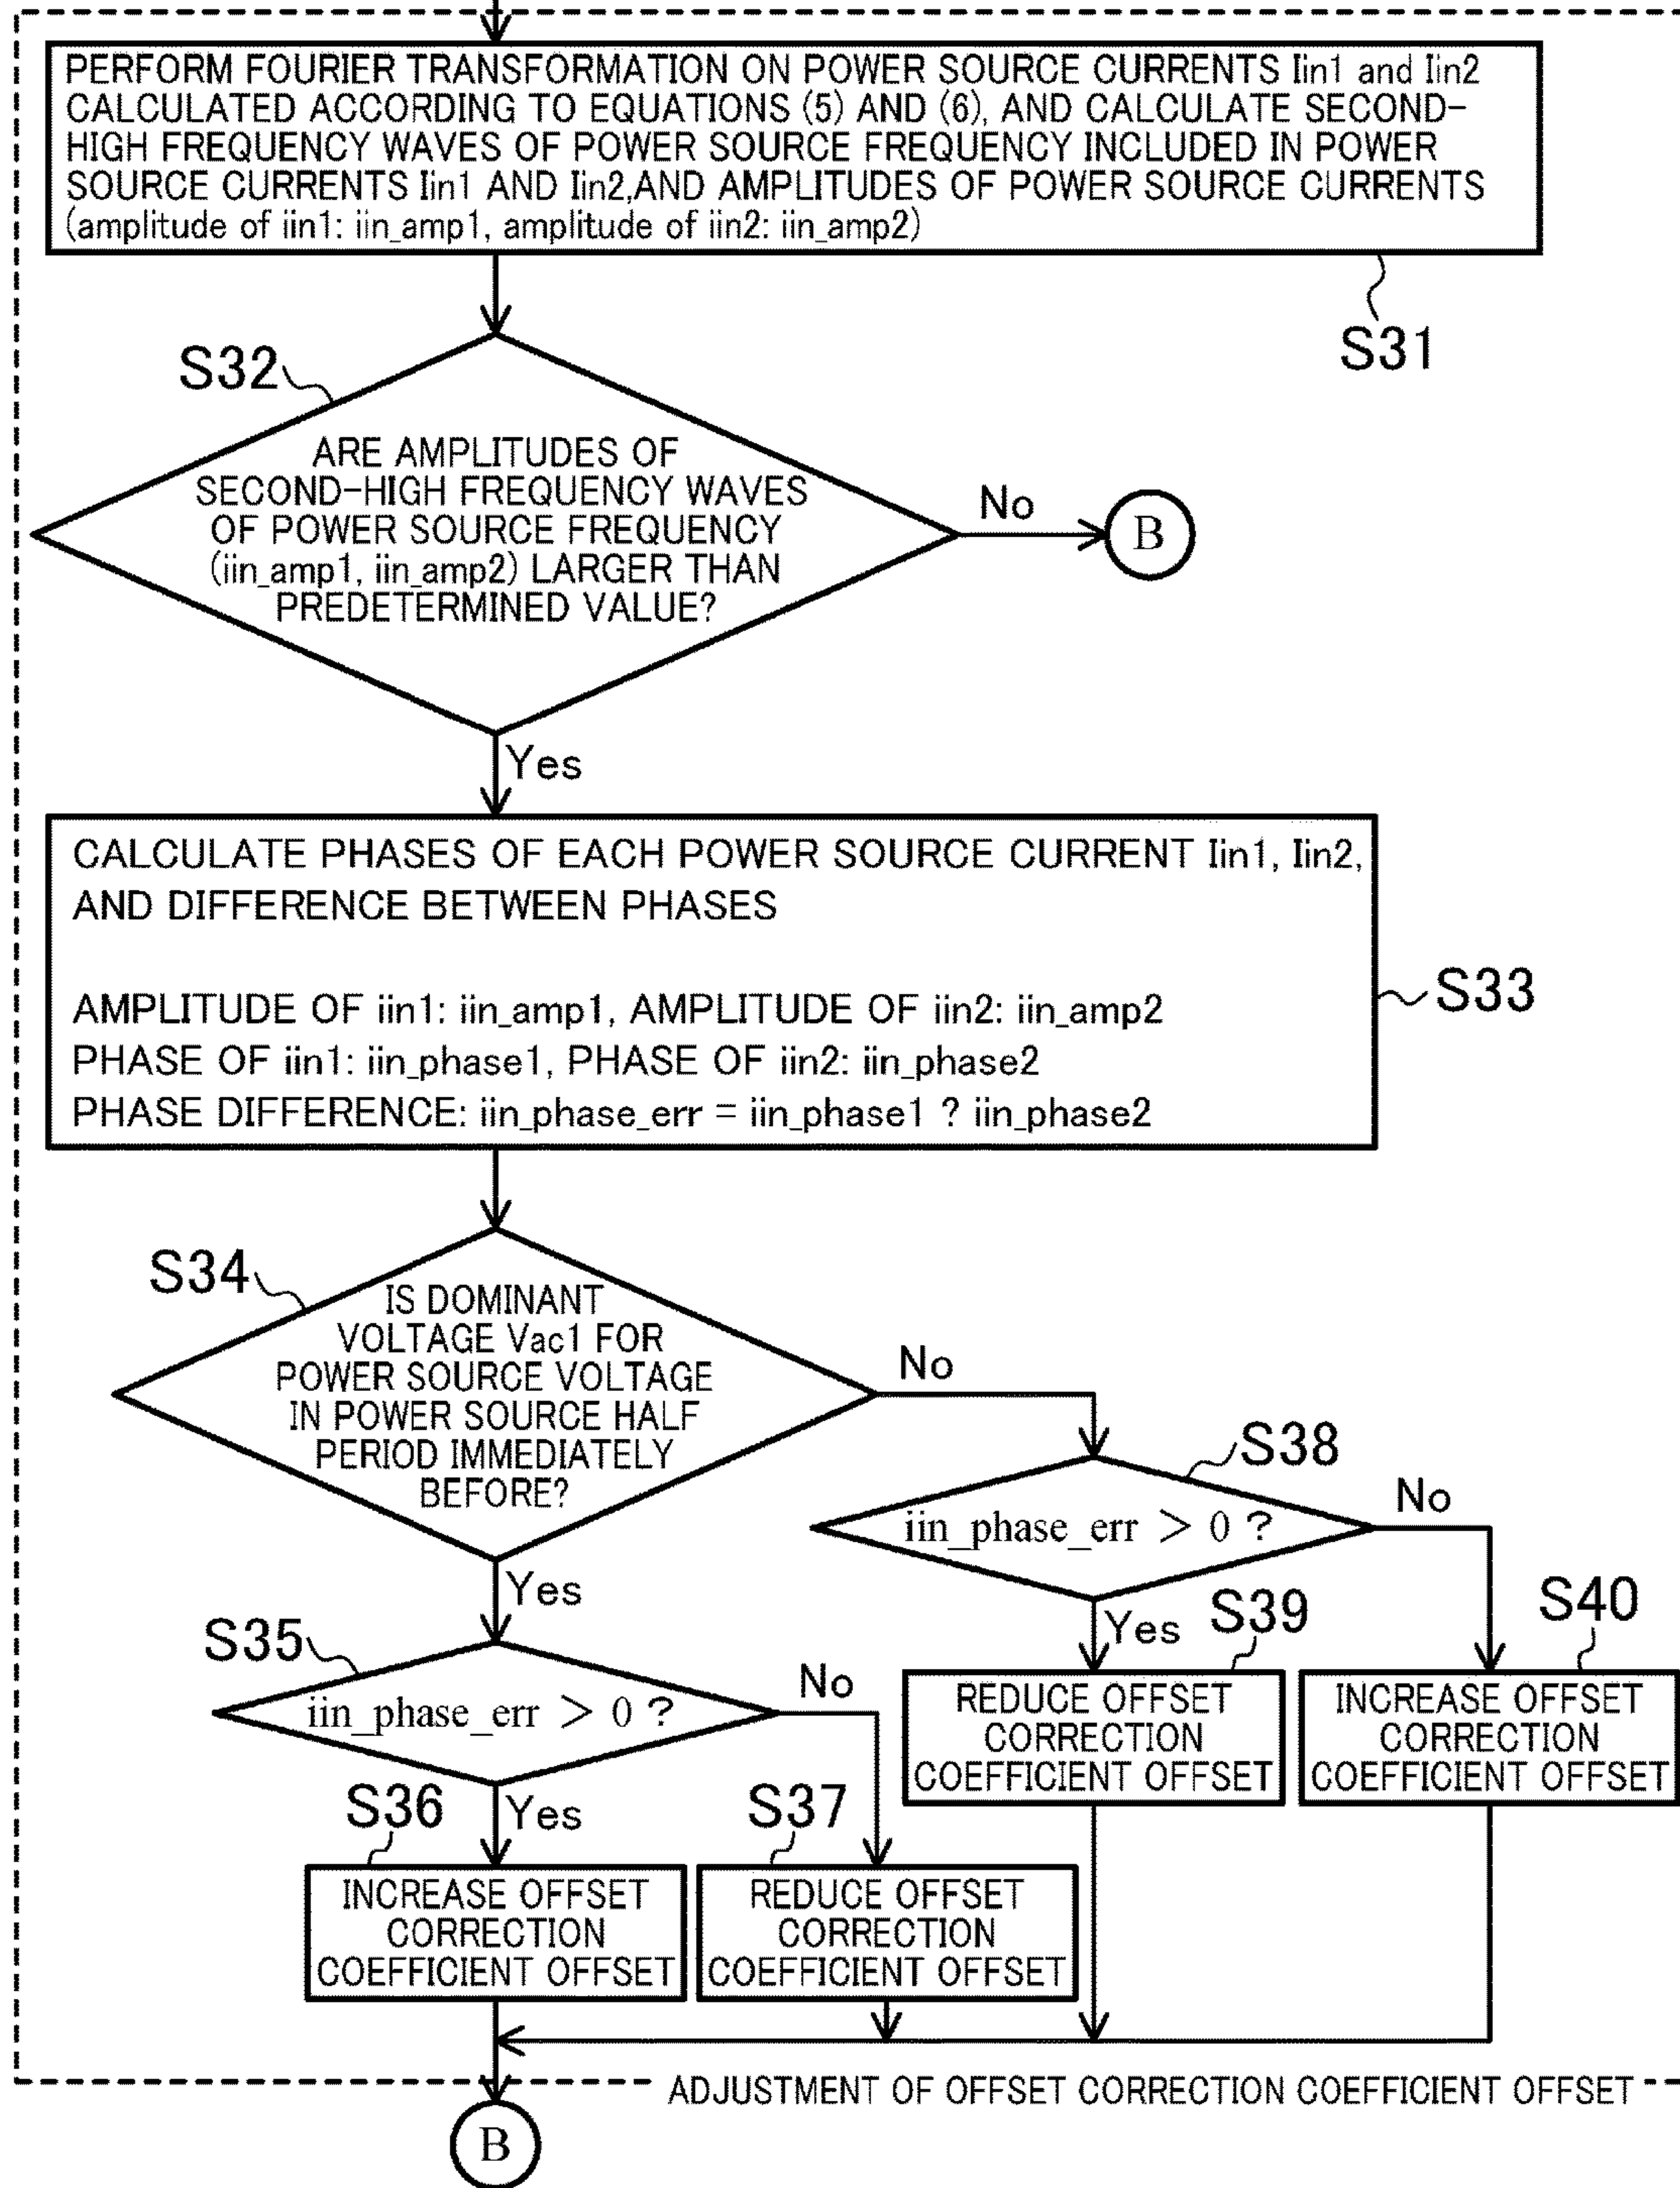 PERFORM FOURIER TRANSFORMATION ON POWER SOURCE CURRENTS Iin1 and Iin2
CALCULATED ACCORDING TO EQUATIONS (5) AND (6), AND CALCULATE SECOND-
HIGH FREQUENCY WAVES OF POWER SOURCE FREQUENCY INCLUDED IN POWER
SOURCE CURRENTS Iin1 AND Iin2,AND AMPLITUDES OF POWER SOURCE CURRENTS
(amplitude of iin1: iin_amp1, amplitude of iin2: iin_amp2)
S31
S32
ARE AMPLITUDES OF
SECOND-HIGH FREQUENCY WAVES
OF POWER SOURCE FREQUENCY
(iin_amp1, iin_amp2) LARGER THAN
PREDETERMINED VALUE?
No
B
Yes
CALCULATE PHASES OF EACH POWER SOURCE CURRENT Iin1, Iin2,
AND DIFFERENCE BETWEEN PHASES
AMPLITUDE OF iin1: iin_amp1, AMPLITUDE OF iin2: iin_amp2
PHASE OF iin1: iin_phase1, PHASE OF iin2: iin_phase2
PHASE DIFFERENCE: iin_phase_err = iin_phase1 ? iin_phase2
S33
S34
IS DOMINANT
VOLTAGE Vac1 FOR
POWER SOURCE VOLTAGE
IN POWER SOURCE HALF
PERIOD IMMEDIATELY
BEFORE?
No
Yes
S38
iin_phase_err > 0 ?
No
Yes
S35
iin_phase_err > 0 ?
No
Yes
S39
REDUCE OFFSET
CORRECTION
COEFFICIENT OFFSET
S40
INCREASE OFFSET
CORRECTION
COEFFICIENT OFFSET
S36
INCREASE OFFSET
CORRECTION
COEFFICIENT OFFSET
S37
REDUCE OFFSET
CORRECTION
COEFFICIENT OFFSET
ADJUSTMENT OF OFFSET CORRECTION COEFFICIENT OFFSET
B